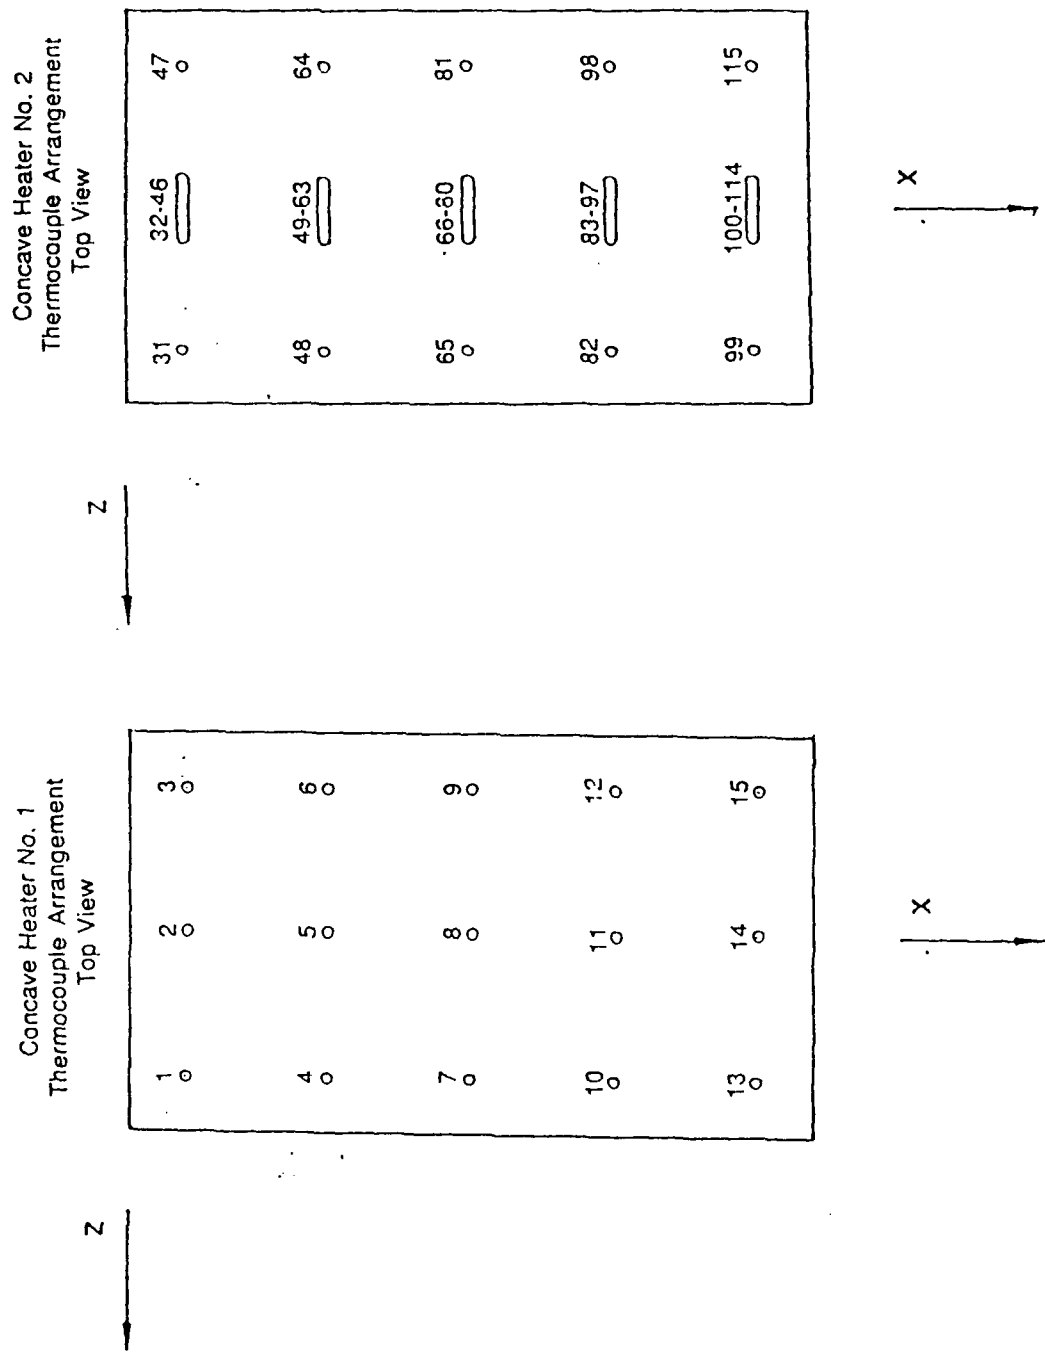 Concave Heater No. 1
Thermocouple Arrangement
Top View
Z
1 2 3
4 5 6
7 8 9
10 11 12
13 14 15
X
Concave Heater No. 2
Thermocouple Arrangement
Top View
Z
31 32-46 47
48 49-63 64
65 66-80 81
82 83-97 98
99 100-114 115
X